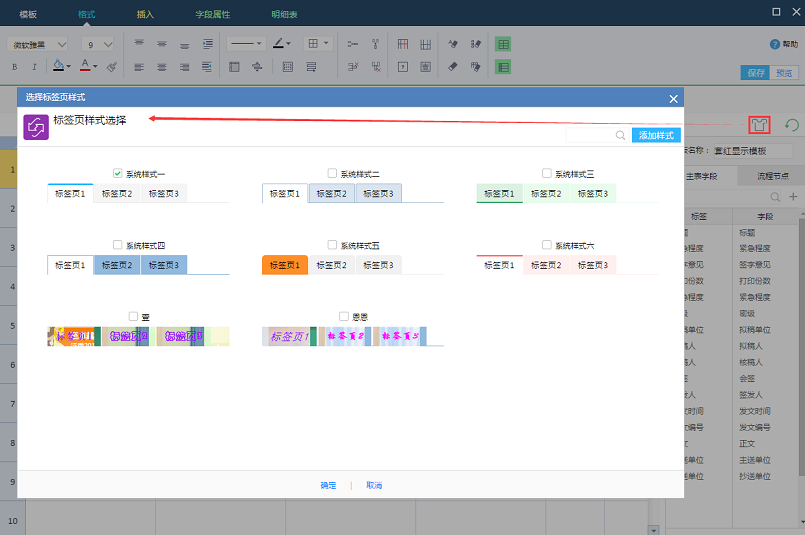 模板 格式 插入 字段属性 明细表
微软雅黑 9 帮助
B I A 保存 预览
选择标签页样式
标签页样式选择
添加样式
系统样式一 系统样式二 系统样式三
标签页1 标签页2 标签页3 标签页1 标签页2 标签页3 标签页1 标签页2 标签页3
系统样式四 系统样式五 系统样式六
标签页1 标签页2 标签页3 标签页1 标签页2 标签页3 标签页1 标签页2 标签页3
壹 恩恩
标签页1 标签页2 标签页3 标签页1 标签页2 标签页3
确定 | 取消
名称： 套红显示模板
主表字段 流程节点
标签 字段
题 标题
急程度 紧急程度
字意见 签字意见
印份数 打印份数
急程度 紧急程度
级 密级
稿单位 拟稿单位
稿人 拟稿人
稿人 核稿人
签 会签
发人 签发人
文时间 发文时间
文编号 发文编号
文 正文
送单位 主送单位
送单位 抄送单位
1
2
3
4
5
6
7
8
9
10